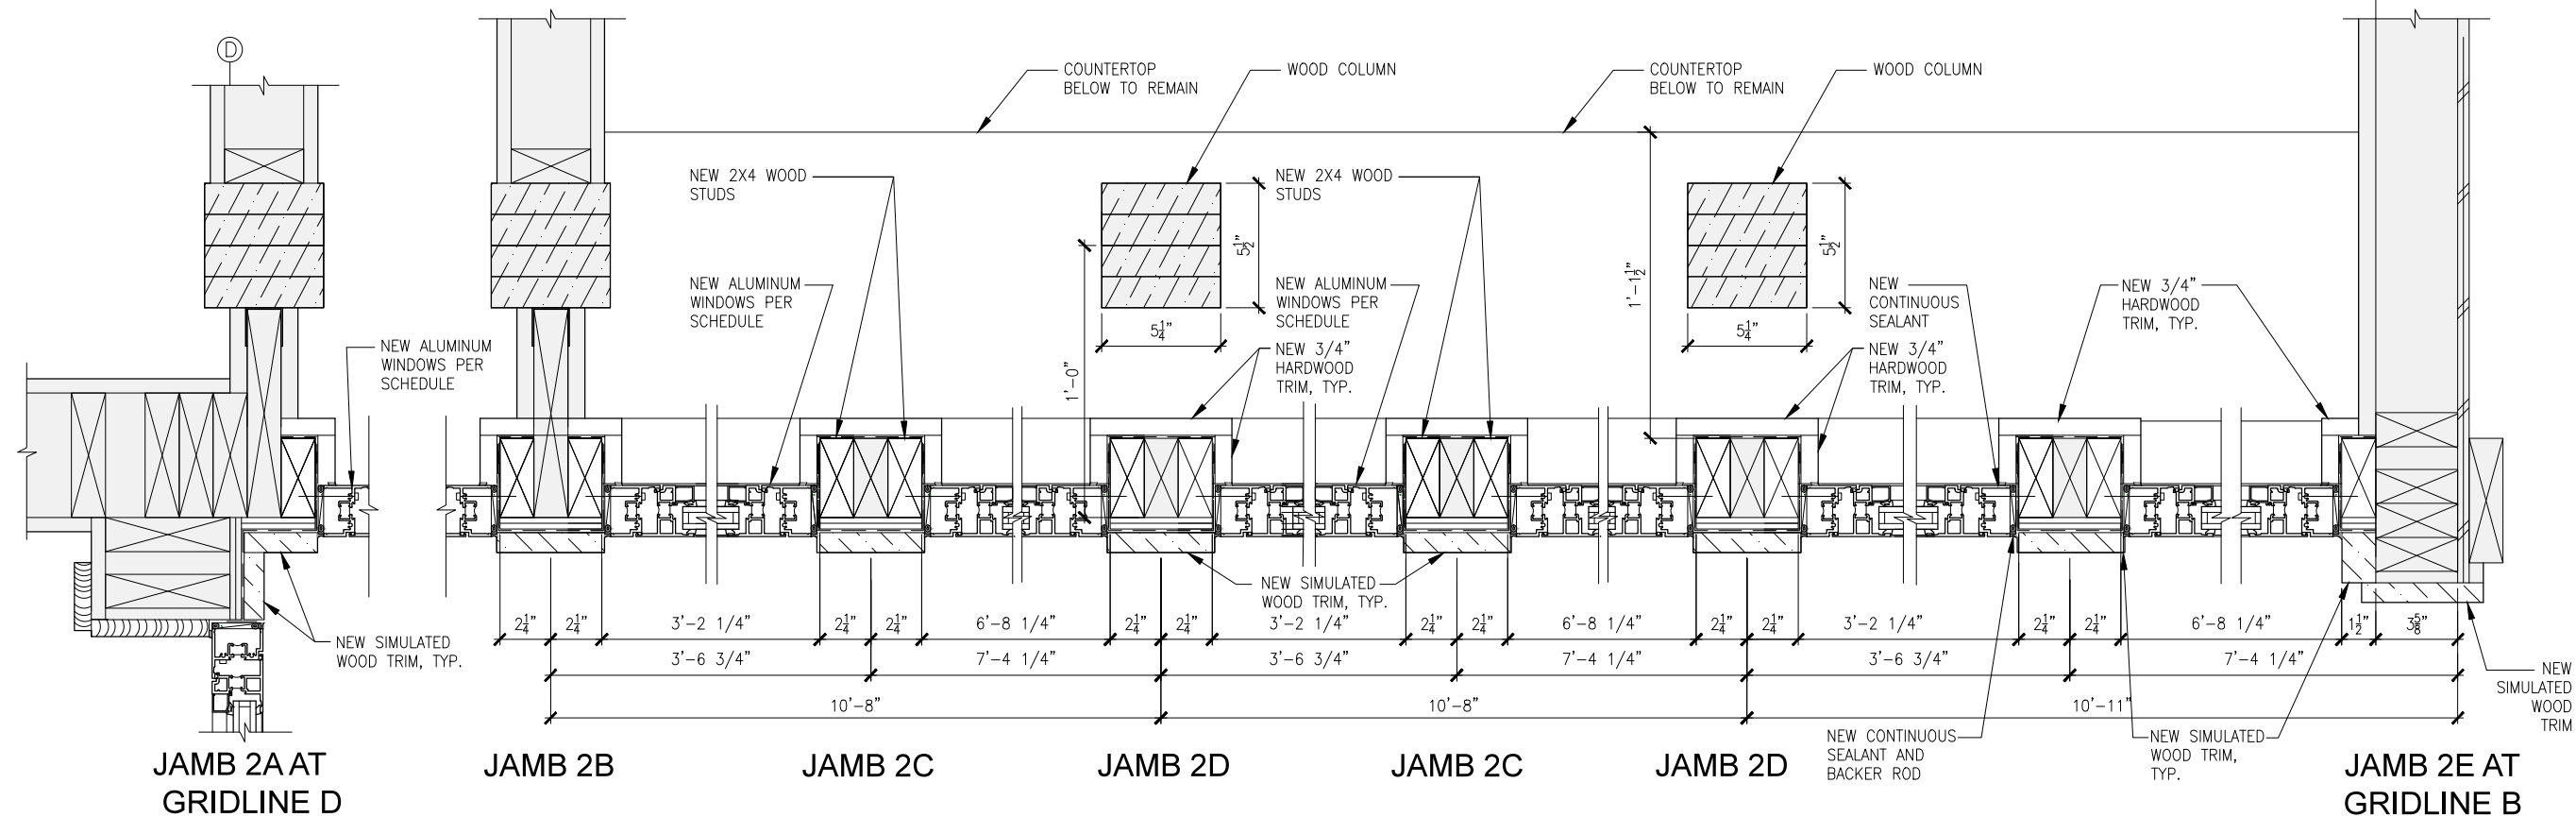 D
COUNTERTOP
BELOW TO REMAIN
WOOD COLUMN
COUNTERTOP
BELOW TO REMAIN
WOOD COLUMN
NEW 2X4 WOOD
STUDS
NEW 2X4 WOOD
STUDS
5½"
5½"
1'-1½"
NEW ALUMINUM
WINDOWS PER
SCHEDULE
NEW ALUMINUM
WINDOWS PER
SCHEDULE
NEW
CONTINUOUS
SEALANT
NEW 3/4"
HARDWOOD
TRIM, TYP.
5¼"
5¼"
NEW ALUMINUM
WINDOWS PER
SCHEDULE
1'-0"
NEW 3/4"
HARDWOOD
TRIM, TYP.
NEW 3/4"
HARDWOOD
TRIM, TYP.
NEW SIMULATED
WOOD TRIM, TYP.
NEW SIMULATED
WOOD TRIM, TYP.
2¼" 2¼" 3'-2 1/4" 2¼" 2¼" 6'-8 1/4" 2¼" 2¼" 3'-2 1/4" 2¼" 2¼" 6'-8 1/4" 2¼" 2¼" 3'-2 1/4" 2¼" 2¼" 6'-8 1/4" 1½" 3⅝"
3'-6 3/4" 7'-4 1/4" 3'-6 3/4" 7'-4 1/4" 3'-6 3/4" 7'-4 1/4"
10'-8" 10'-8" 10'-11"
NEW
SIMULATED
WOOD
TRIM
NEW CONTINUOUS
SEALANT AND
BACKER ROD
NEW SIMULATED
WOOD TRIM,
TYP.
JAMB 2A AT
GRIDLINE D
JAMB 2B
JAMB 2C
JAMB 2D
JAMB 2C
JAMB 2D
JAMB 2E AT
GRIDLINE B